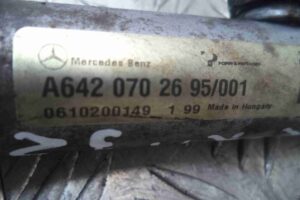 Mercedes Benz
A642 070 26 95/001
0610200149 1.99 Made in Hungary